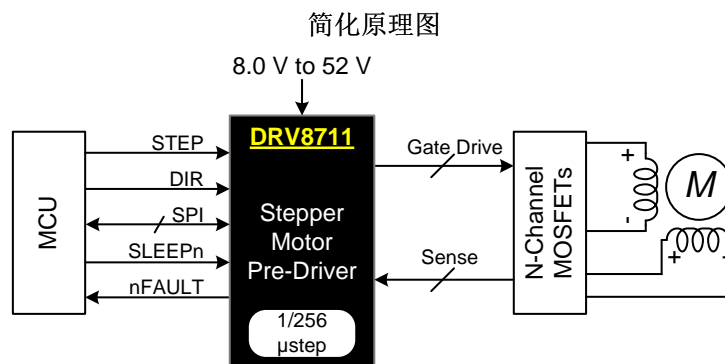 简化原理图
8.0 V to 52 V
MCU
STEP
DIR
SPI
SLEEPn
nFAULT
DRV8711
Stepper
Motor
Pre-Driver
1/256
µstep
Gate Drive
Sense
N-Channel
MOSFETs
+
-
M
+
-